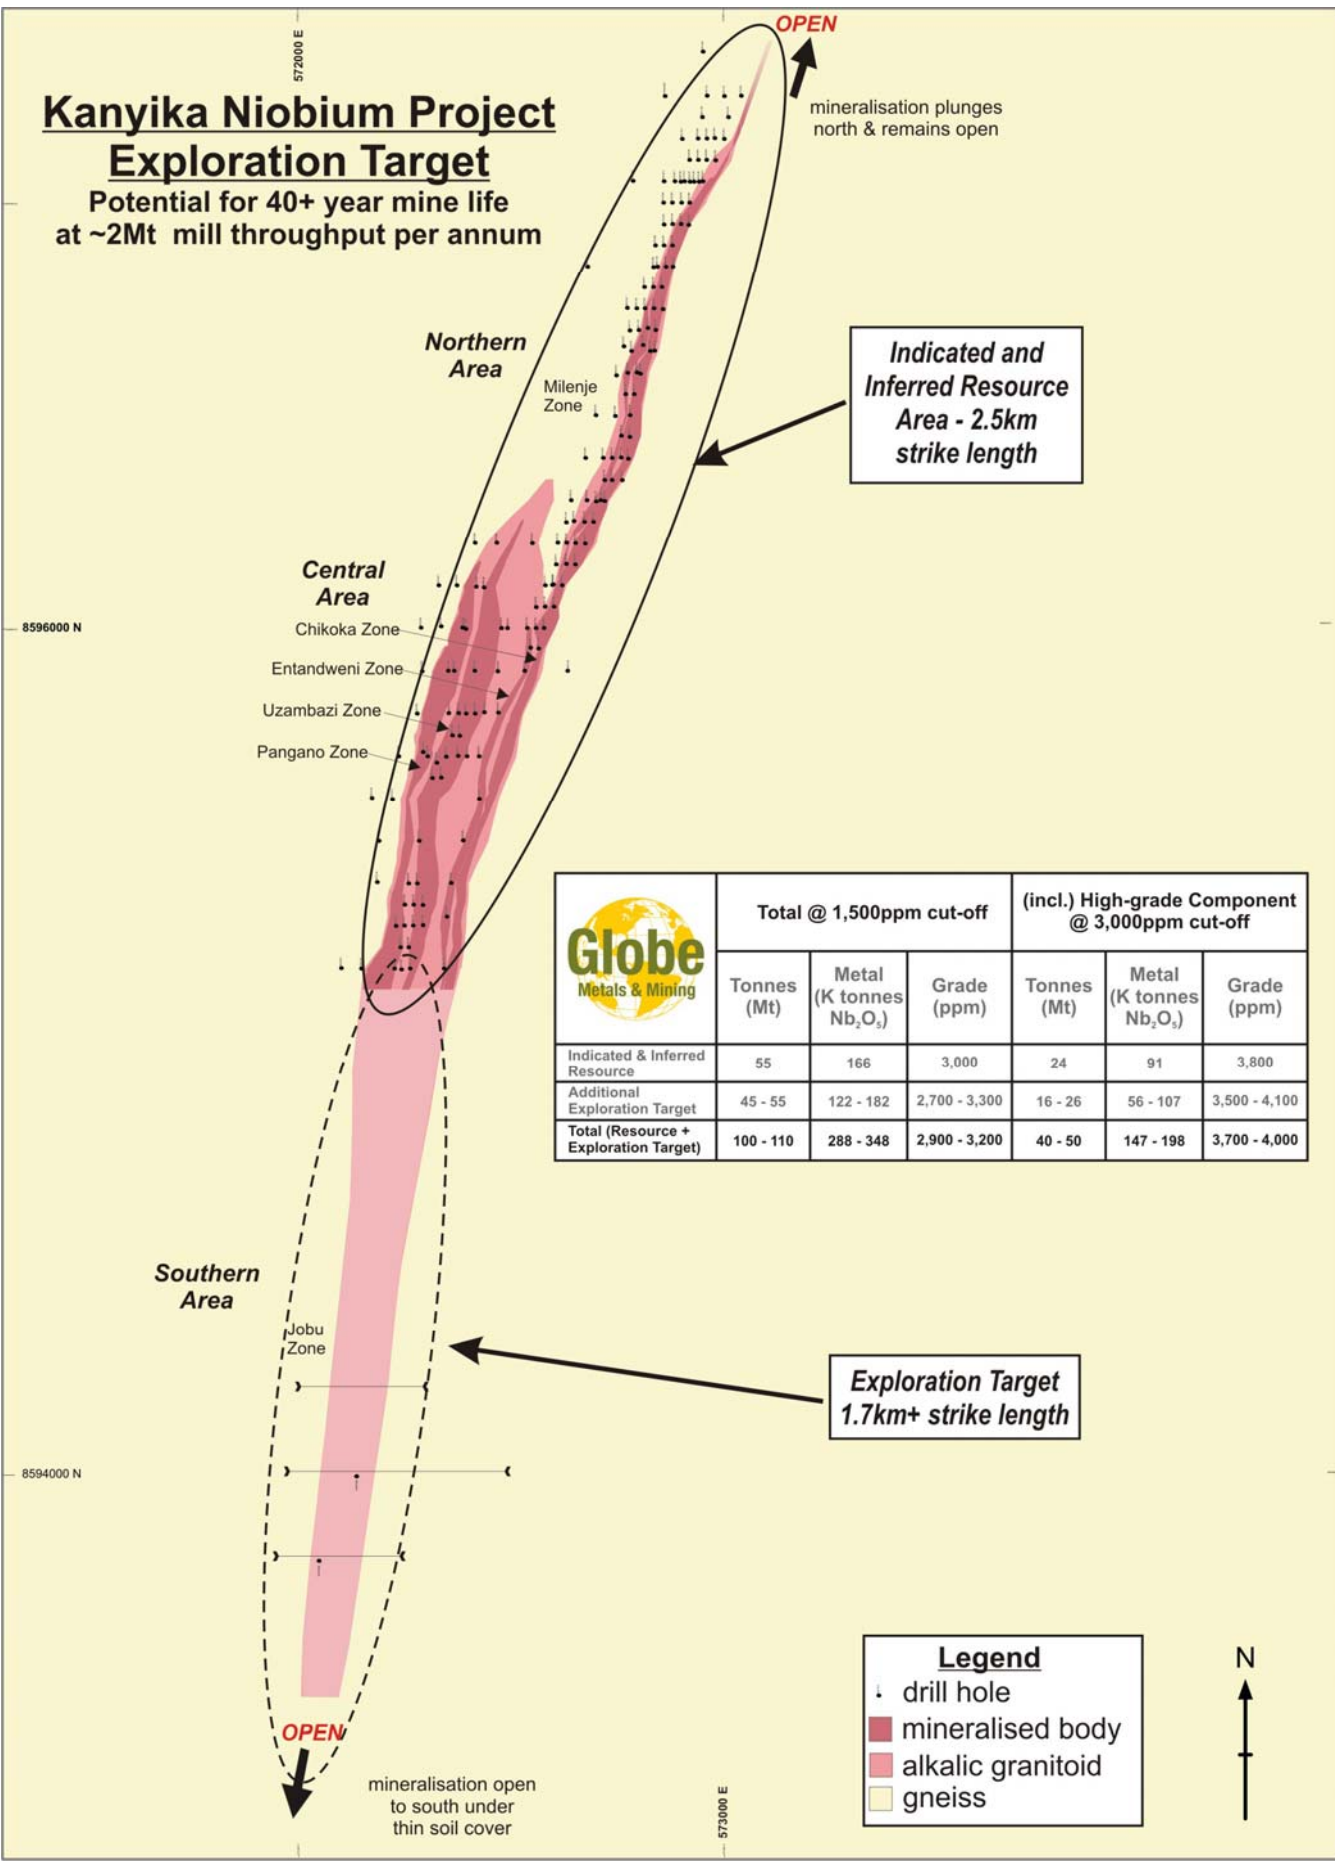 OPEN
572000 E
Kanyika Niobium Project
Exploration Target
Potential for 40+ year mine life
at ~2Mt mill throughput per annum
mineralisation plunges
north & remains open
Northern
Area
Milenje
Zone
Indicated and
Inferred Resource
Area - 2.5km
strike length
Central
Area
8596000 N
Chikoka Zone
Entandweni Zone
Uzambazi Zone
Pangano Zone
Globe
Metals & Mining
Total @ 1,500ppm cut-off
(incl.) High-grade Component
@ 3,000ppm cut-off
Tonnes
(Mt)
Metal
(K tonnes
Nb₂O₅)
Grade
(ppm)
Tonnes
(Mt)
Metal
(K tonnes
Nb₂O₅)
Grade
(ppm)
Indicated & Inferred
Resource
55
166
3,000
24
91
3,800
Additional
Exploration Target
45 - 55
122 - 182
2,700 - 3,300
16 - 26
56 - 107
3,500 - 4,100
Total (Resource +
Exploration Target)
100 - 110
288 - 348
2,900 - 3,200
40 - 50
147 - 198
3,700 - 4,000
Southern
Area
Jobu
Zone
Exploration Target
1.7km+ strike length
8594000 N
OPEN
mineralisation open
to south under
thin soil cover
573000 E
Legend
drill hole
mineralised body
alkalic granitoid
gneiss
N